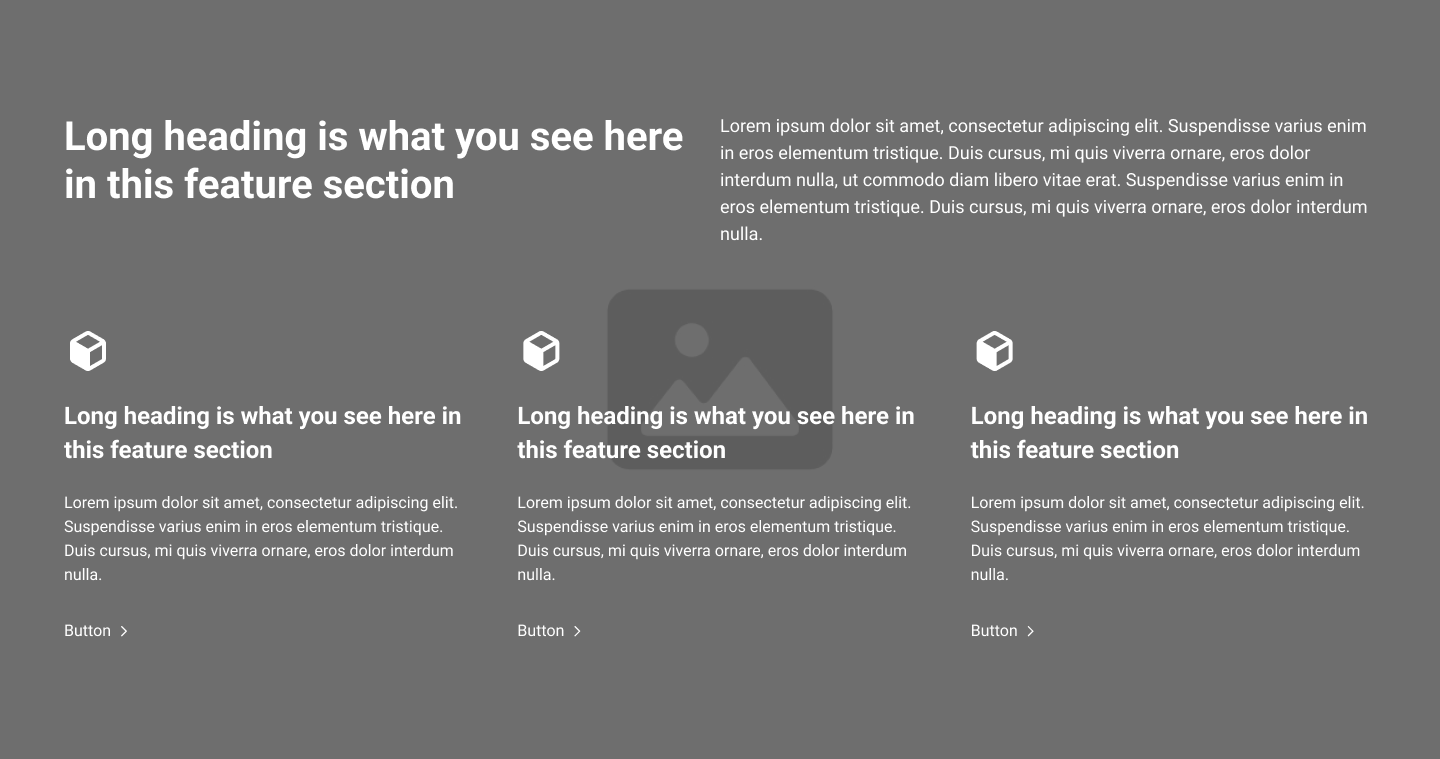 Long heading is what you see here
in this feature section
Lorem ipsum dolor sit amet, consectetur adipiscing elit. Suspendisse varius enim
in eros elementum tristique. Duis cursus, mi quis viverra ornare, eros dolor
interdum nulla, ut commodo diam libero vitae erat. Suspendisse varius enim in
eros elementum tristique. Duis cursus, mi quis viverra ornare, eros dolor interdum
nulla.
Long heading is what you see here in
this feature section
Lorem ipsum dolor sit amet, consectetur adipiscing elit.
Suspendisse varius enim in eros elementum tristique.
Duis cursus, mi quis viverra ornare, eros dolor interdum
nulla.
Button
Long heading is what you see here in
this feature section
Lorem ipsum dolor sit amet, consectetur adipiscing elit.
Suspendisse varius enim in eros elementum tristique.
Duis cursus, mi quis viverra ornare, eros dolor interdum
nulla.
Button
Long heading is what you see here in
this feature section
Lorem ipsum dolor sit amet, consectetur adipiscing elit.
Suspendisse varius enim in eros elementum tristique.
Duis cursus, mi quis viverra ornare, eros dolor interdum
nulla.
Button